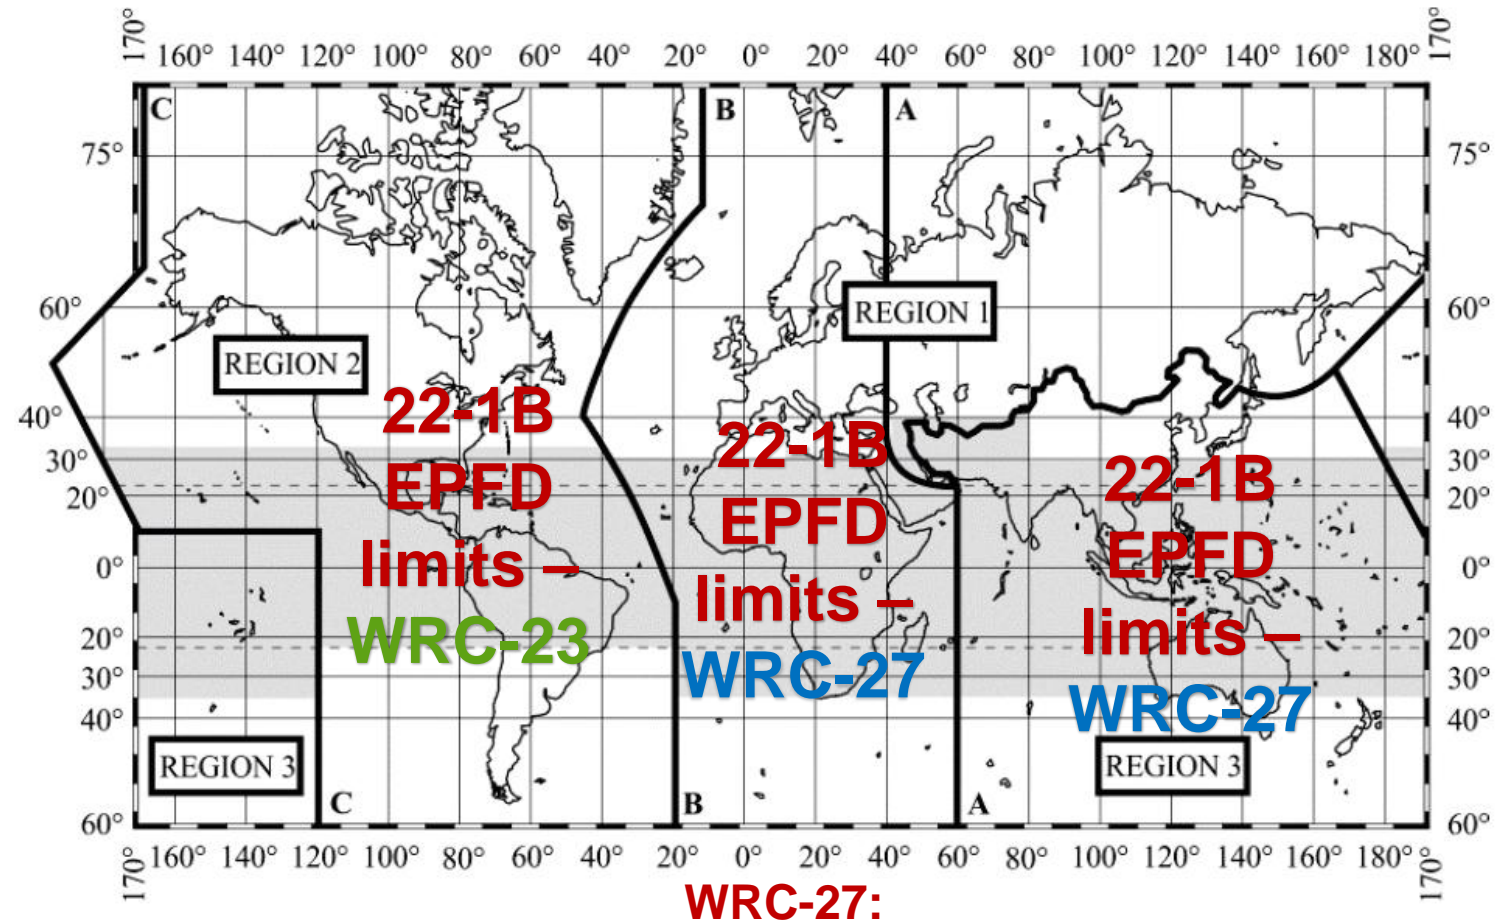 170° 160° 140° 120° 100° 80° 60° 40° 20° 0° 20° 40° 60° 80° 100° 120° 140° 160° 180° 170°
C B A
75° 75°
60° 60°
REGION 1
REGION 2
40° 40°
22-1B
EPFD
limits –
WRC-23
22-1B
EPFD
limits –
WRC-27
22-1B
EPFD
limits –
WRC-27
30° 30°
20° 20°
0° 0°
20° 20°
30° 30°
40° 40°
REGION 3 REGION 3
C B A
60° 60°
170° 160° 140° 120° 100° 80° 60° 40° 20° 0° 20° 40° 60° 80° 100° 120° 140° 160° 180° 170°
WRC-27: